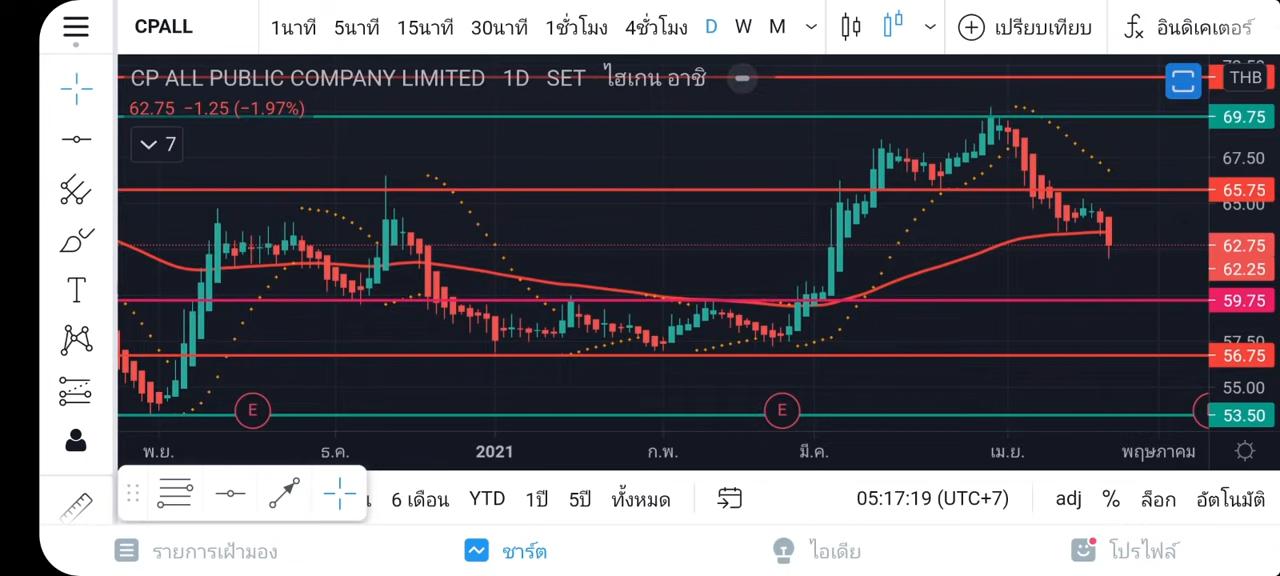 CPALL 1นาที 5นาที 15นาที 30นาที 1ชั่วโมง 4ชั่วโมง D W M เปรียบเทียบ fx อินดิเคเตอร์
CP ALL PUBLIC COMPANY LIMITED 1D SET ไฮเกน อาชิ
THB
62.75 −1.25 (−1.97%)
69.75
7
67.50
65.75
65.00
62.75
62.25
59.75
57.50
56.75
55.00
E E
53.50
พ.ย. ธ.ค. 2021 ก.พ. มี.ค. เม.ย. พฤษภาคม
T
6 เดือน YTD 1ปี 5ปี ทั้งหมด 05:17:19 (UTC+7) adj % ล็อก อัตโนมัติ
รายการเฝ้ามอง ชาร์ต ไอเดีย โปรไฟล์